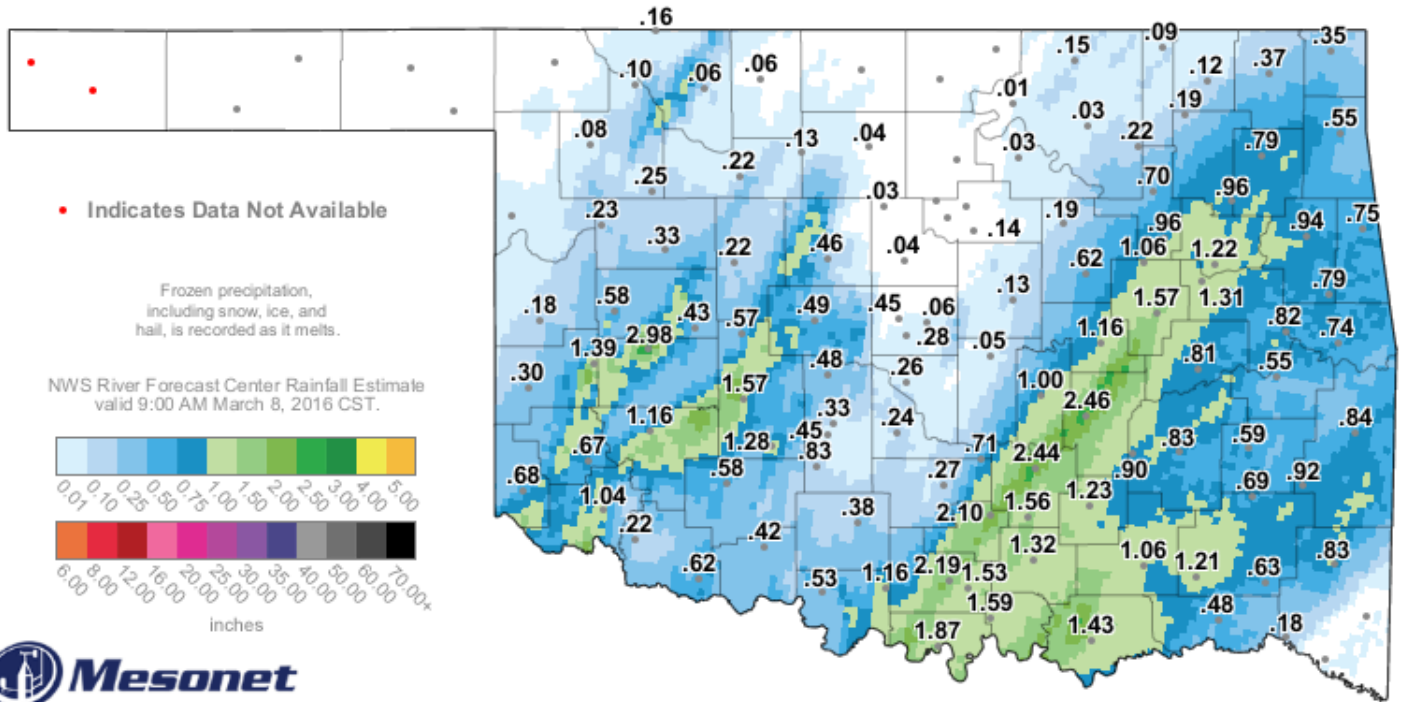 .16
.09
.35
.15
.10 .06 .06 .12 .37
.01 .19
.08 .03 .55
.13 .04 .22
.03 .79
.22
.25 .70 .96
Indicates Data Not Available
.03
.23 .19 .75
.14 .96 .94
.33 .22 .46 .04 1.06 1.22
.62
Frozen precipitation,
including snow, ice, and
hail, is recorded as it melts.
.13 .79
.18 .58 1.57 1.31
.43 .57 .49 .45 .06
.82
2.98 .28 1.16 .74
1.39 .05 .81
.48 .26 .55
.30 1.00
NWS River Forecast Center Rainfall Estimate
valid 9:00 AM March 8, 2016 CST.
1.57 2.46
1.16 .33 .24 .84
1.28 .45 .83 .59
.67 .83 .71
.68 .58 .27 2.44 .90 .69 .92
0.01 0.10 0.25 0.50 0.75 1.00 1.50 2.00 2.50 3.00 4.00 5.00
1.04 1.23
.22 .38 2.10 1.56
.42 1.32 1.06 1.21 .83
.62 .53 1.16 2.19 1.53 .63
6.00 8.00 12.00 16.00 20.00 25.00 30.00 35.00 40.00 50.00 60.00 70.00+
1.59 .48
inches
1.87 1.43 .18
Mesonet